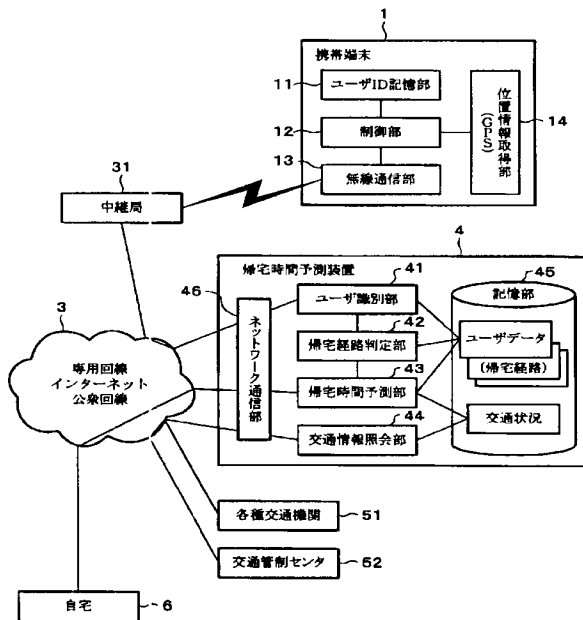 1
携帯端末
11
ユーザID記憶部
12
制御部
13
無線通信部
位置情報取得部
(GPS)
14
31
中継局
4
帰宅時間予測装置
46
ネットワーク通信部
41
ユーザ識別部
42
帰宅経路判定部
43
帰宅時間予測部
44
交通情報照会部
45
記憶部
ユーザデータ
(帰宅経路)
交通状況
3
専用回線
インターネット
公衆回線
各種交通機関
51
交通管制センタ
52
自宅
6